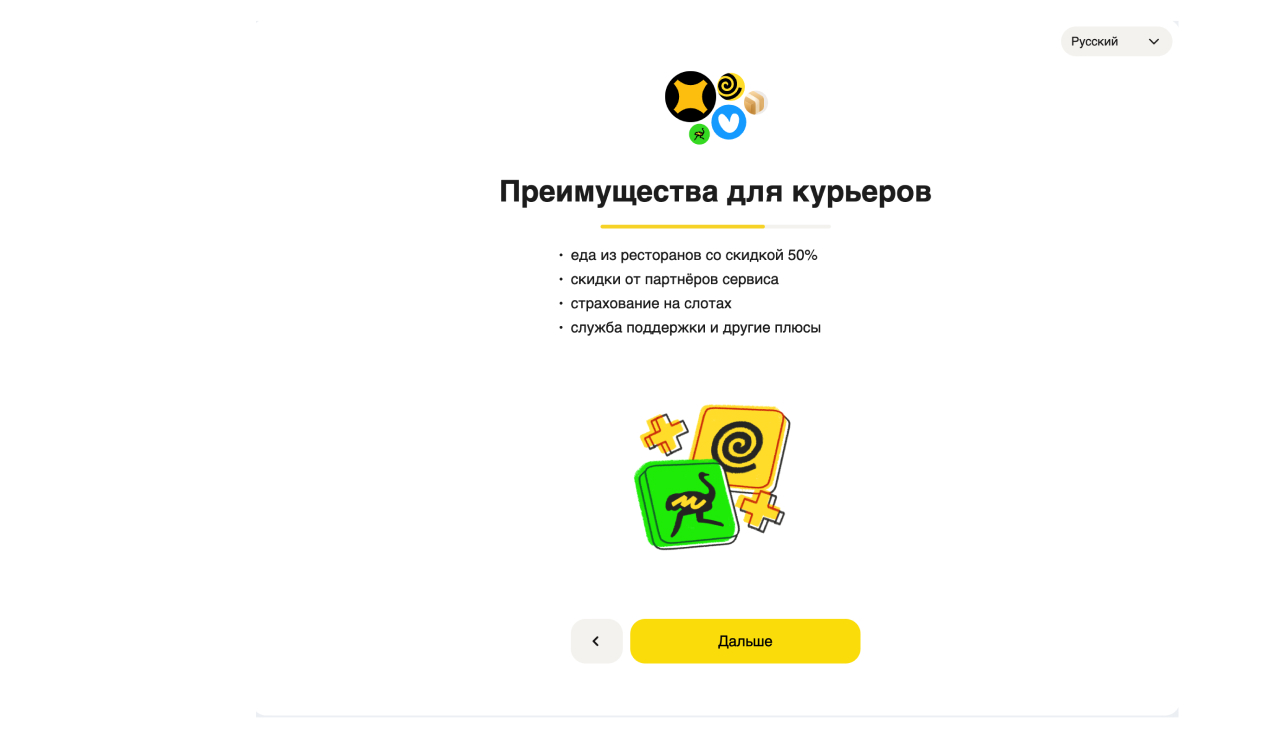 Русский
Преимущества для курьеров
• еда из ресторанов со скидкой 50%
• скидки от партнёров сервиса
• страхование на слотах
• служба поддержки и другие плюсы
Дальше